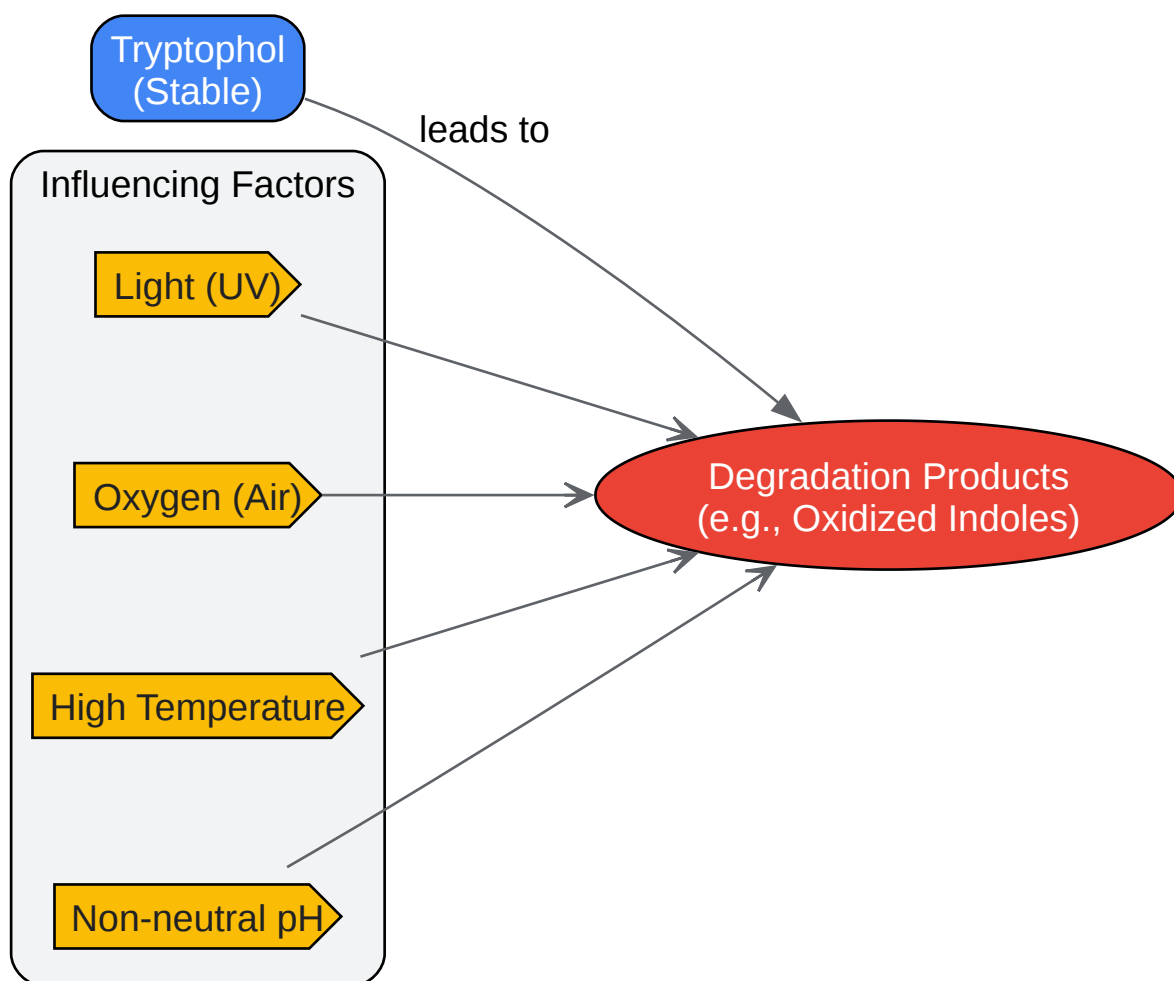 Tryptophol
(Stable)
leads to
Influencing Factors
Light (UV)
Oxygen (Air)
Degradation Products
(e.g., Oxidized Indoles)
High Temperature
Non-neutral pH